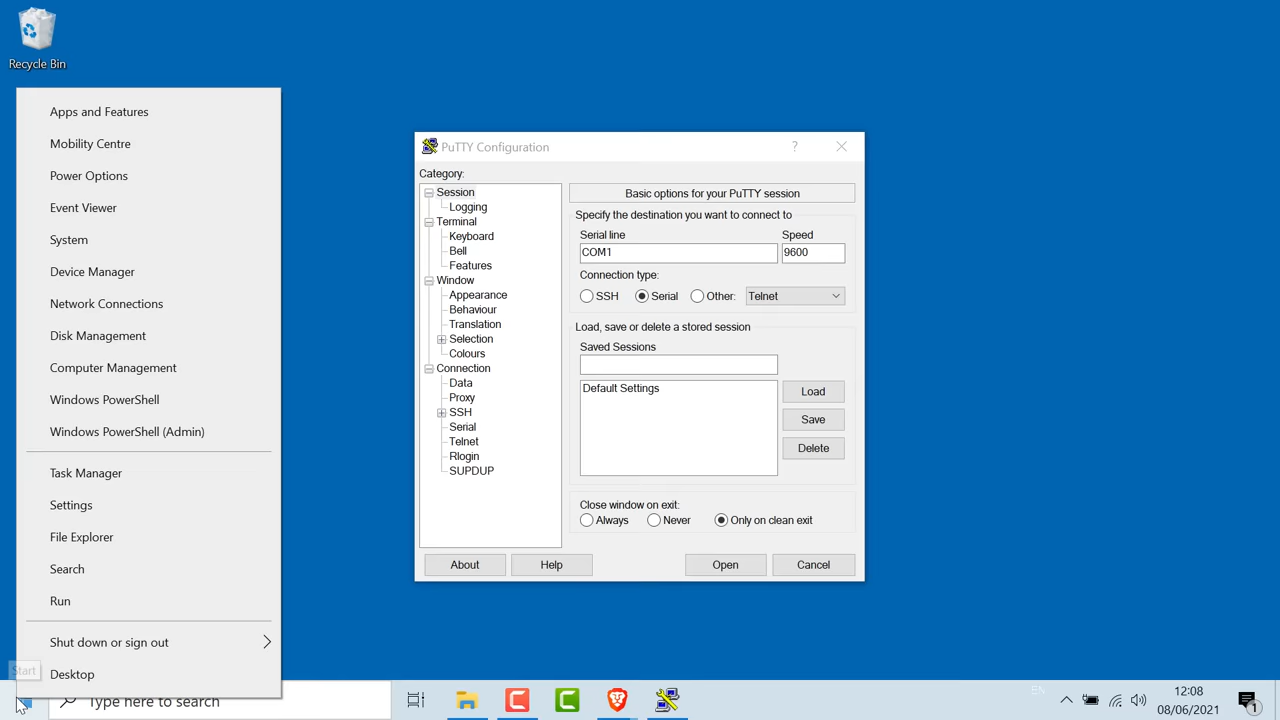 Recycle Bin
Apps and Features
Mobility Centre
Power Options
Event Viewer
System
Device Manager
Network Connections
Disk Management
Computer Management
Windows PowerShell
Windows PowerShell (Admin)
Task Manager
Settings
File Explorer
Search
Run
Shut down or sign out
Desktop
Start
PuTTY Configuration
?
Category:
Session
Logging
Terminal
Keyboard
Bell
Features
Window
Appearance
Behaviour
Translation
Selection
Colours
Connection
Data
Proxy
SSH
Serial
Telnet
Rlogin
SUPDUP
Basic options for your PuTTY session
Specify the destination you want to connect to
Serial line Speed
COM1 9600
Connection type:
SSH Serial Other: Telnet
Load, save or delete a stored session
Saved Sessions
Default Settings
Load
Save
Delete
Close window on exit:
Always Never Only on clean exit
About Help Open Cancel
Type here to search
EN
12:08
08/06/2021
1